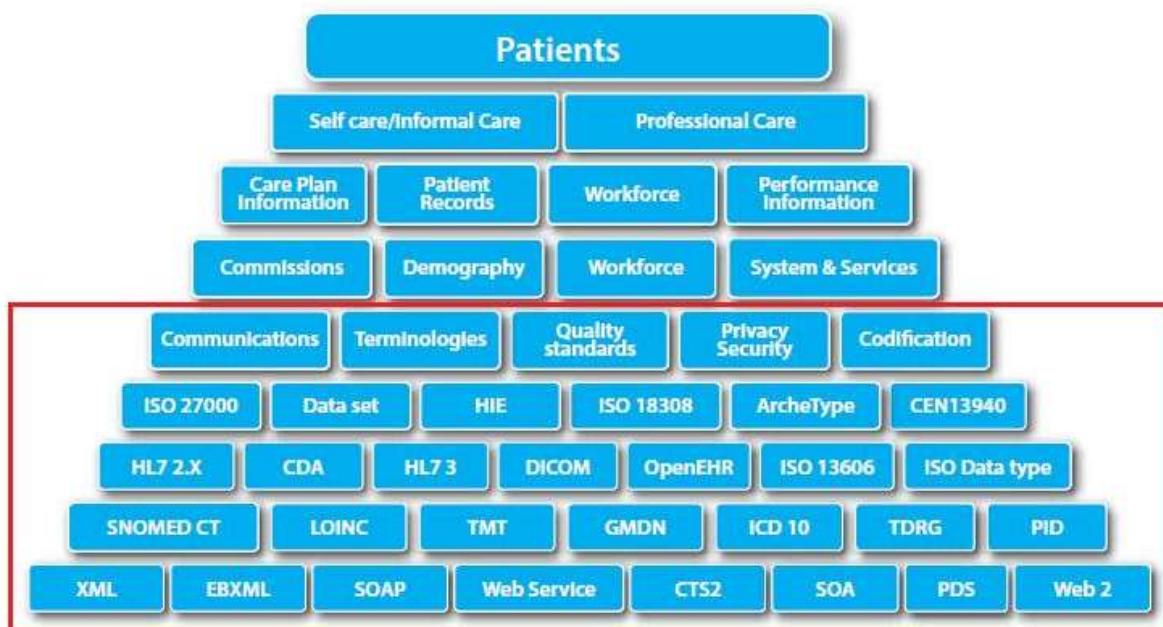 Patients
Self care/Informal Care
Professional Care
Care Plan
Information
Patient
Records
Workforce
Performance
Information
Commissions
Demography
Workforce
System & Services
Communications
Terminologies
Quality
standards
Privacy
Security
Codification
ISO 27000
Data set
HIE
ISO 18308
ArcheType
CEN13940
HL7 2.X
CDA
HL7 3
DICOM
OpenEHR
ISO 13606
ISO Data type
SNOMED CT
LOINC
TMT
GMDN
ICD 10
TDRG
PID
XML
EBXML
SOAP
Web Service
CTS2
SOA
PDS
Web 2